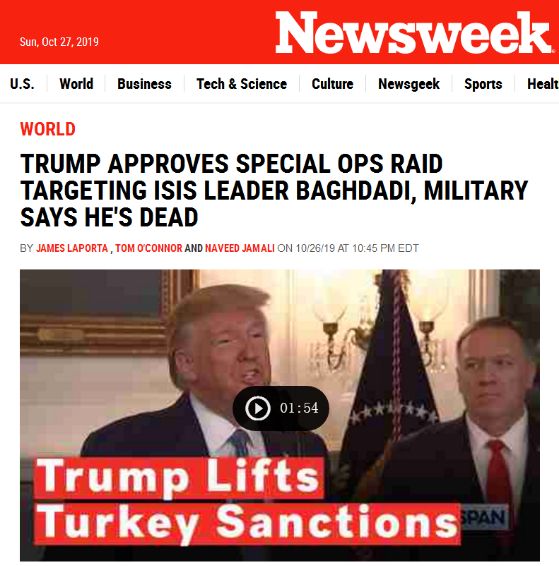 Sun, Oct 27, 2019
Newsweek
U.S. World Business Tech & Science Culture Newsgeek Sports Healt
WORLD
TRUMP APPROVES SPECIAL OPS RAID
TARGETING ISIS LEADER BAGHDADI, MILITARY
SAYS HE'S DEAD
BY JAMES LAPORTA , TOM O'CONNOR AND NAVEED JAMALI ON 10/26/19 AT 10:45 PM EDT
01:54
Trump Lifts
Turkey Sanctions
SPAN